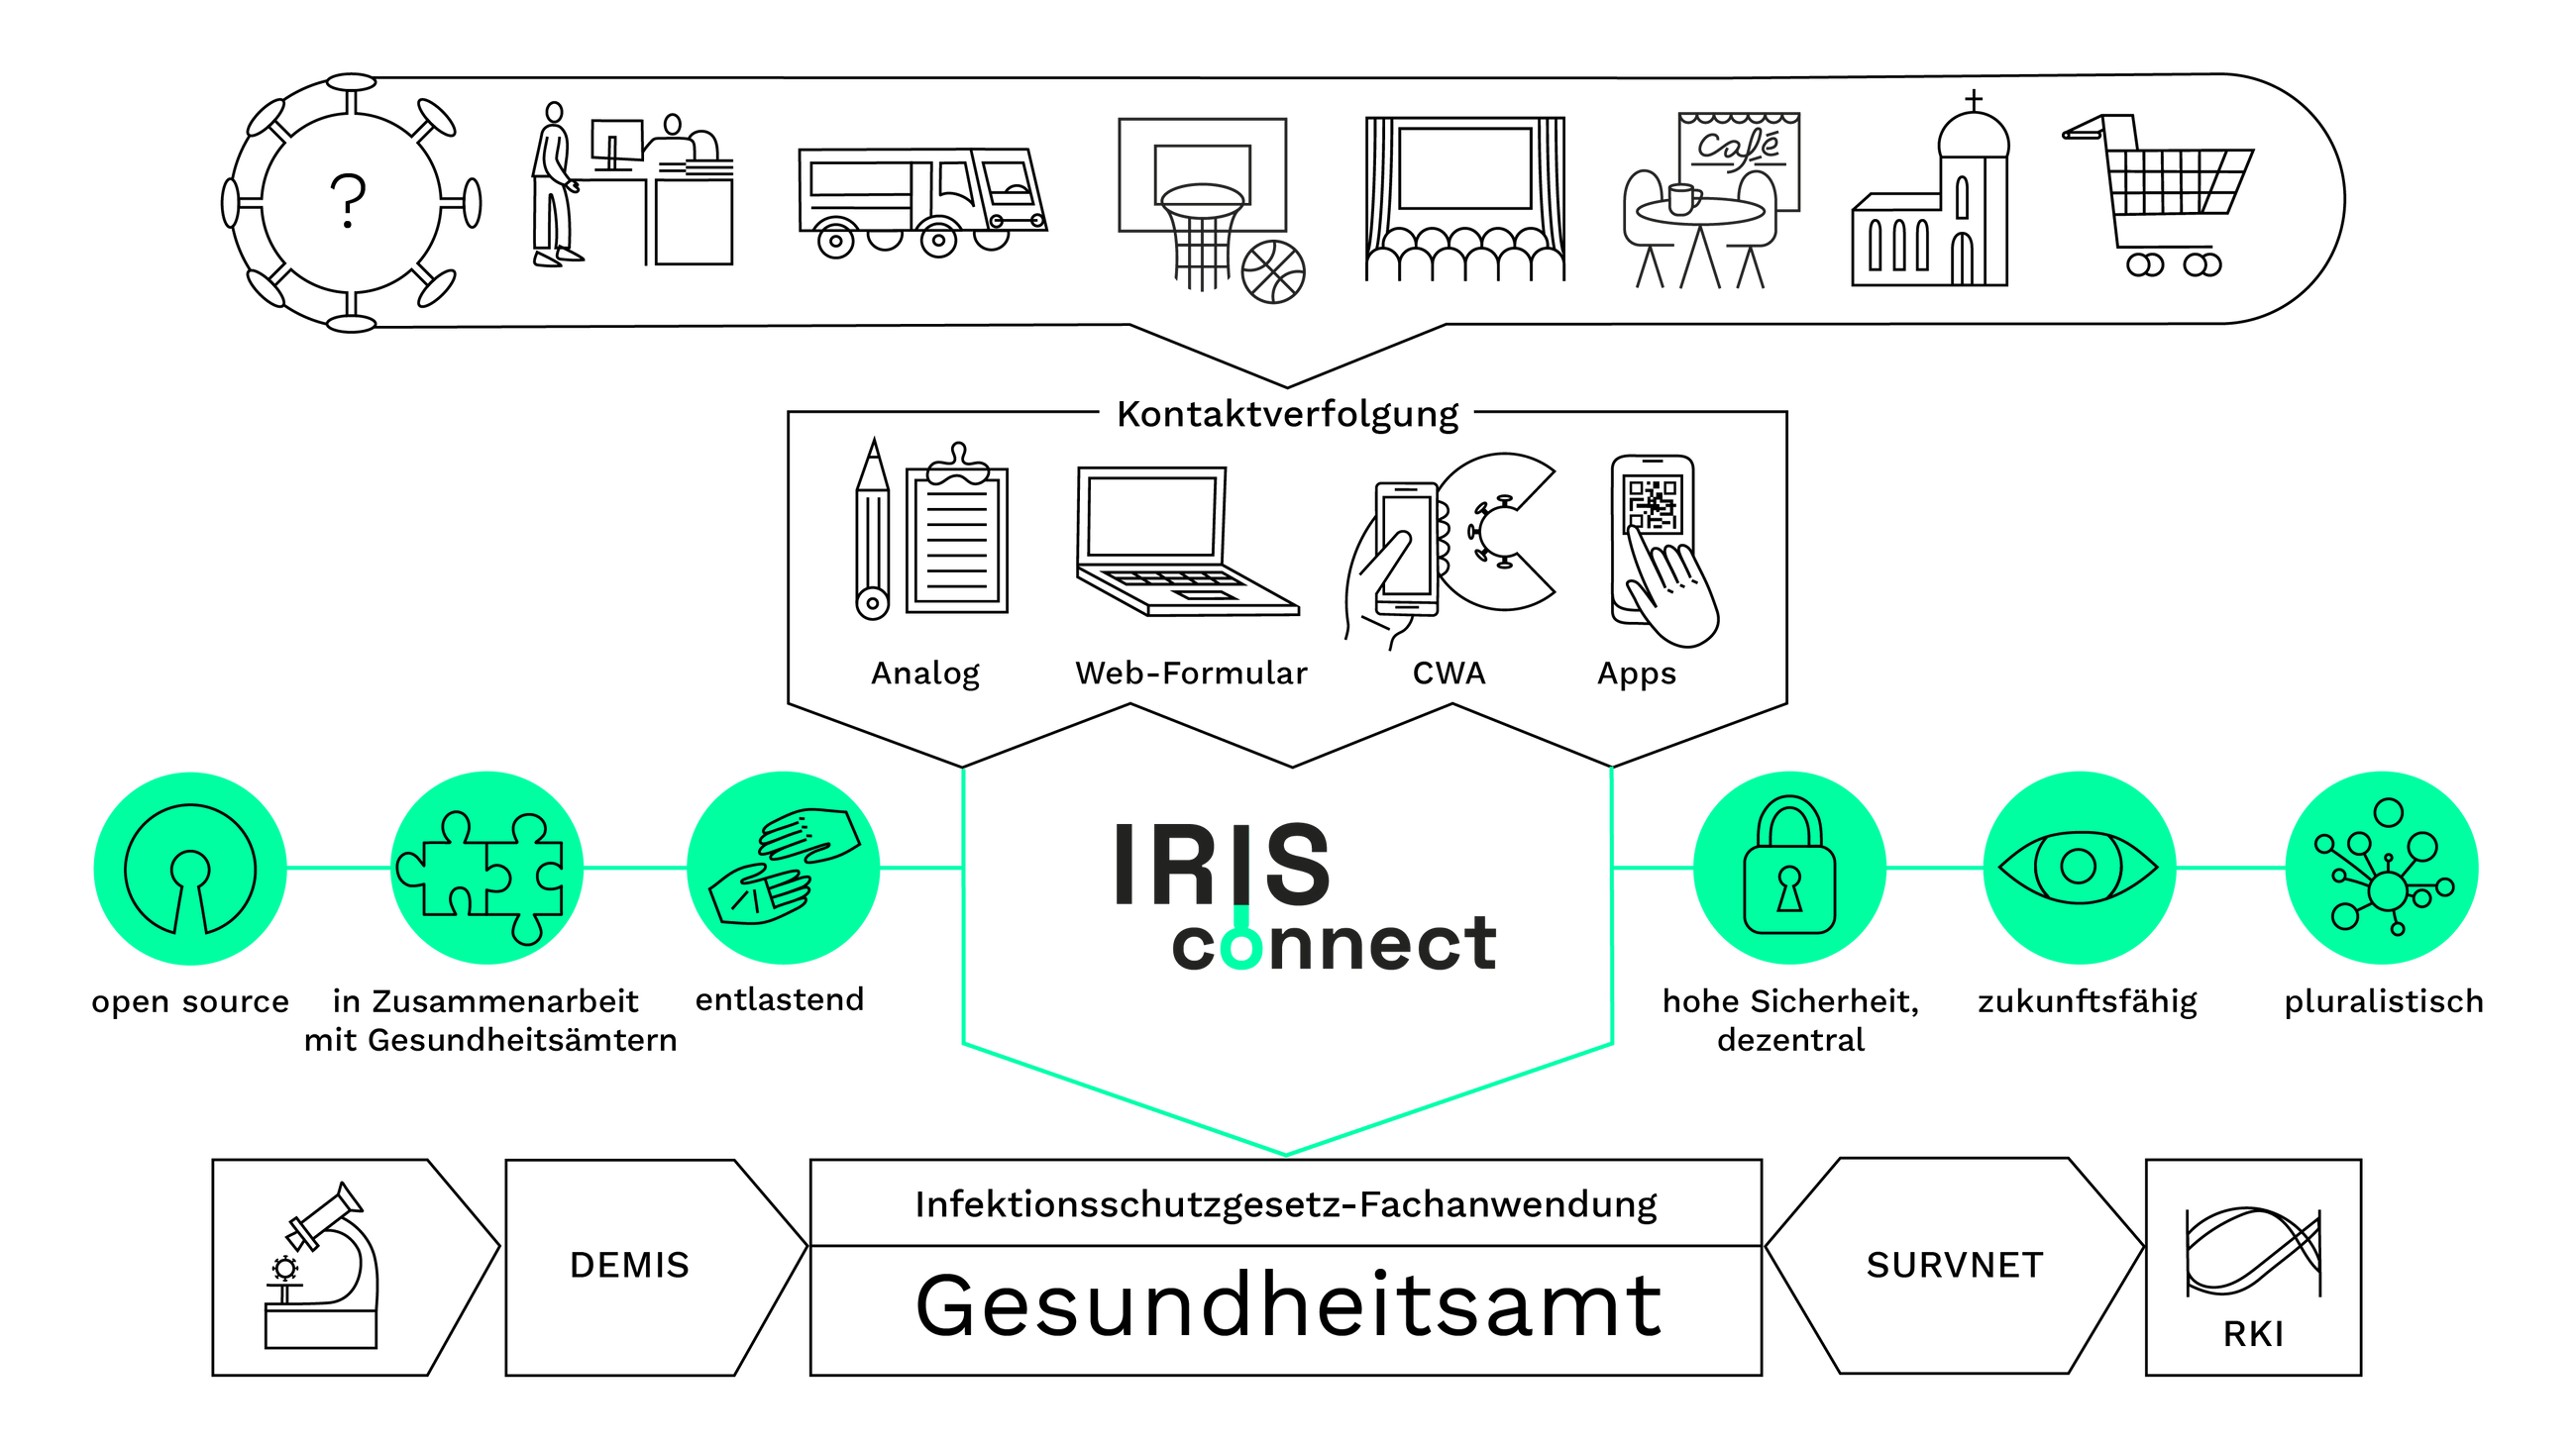 ?
Café
Kontaktverfolgung
Analog
Web-Formular
CWA
Apps
IRIS
connect
open source
in Zusammenarbeit
mit Gesundheitsämtern
entlastend
hohe Sicherheit,
dezentral
zukunftsfähig
pluralistisch
DEMIS
Infektionsschutzgesetz-Fachanwendung
Gesundheitsamt
SURVNET
RKI